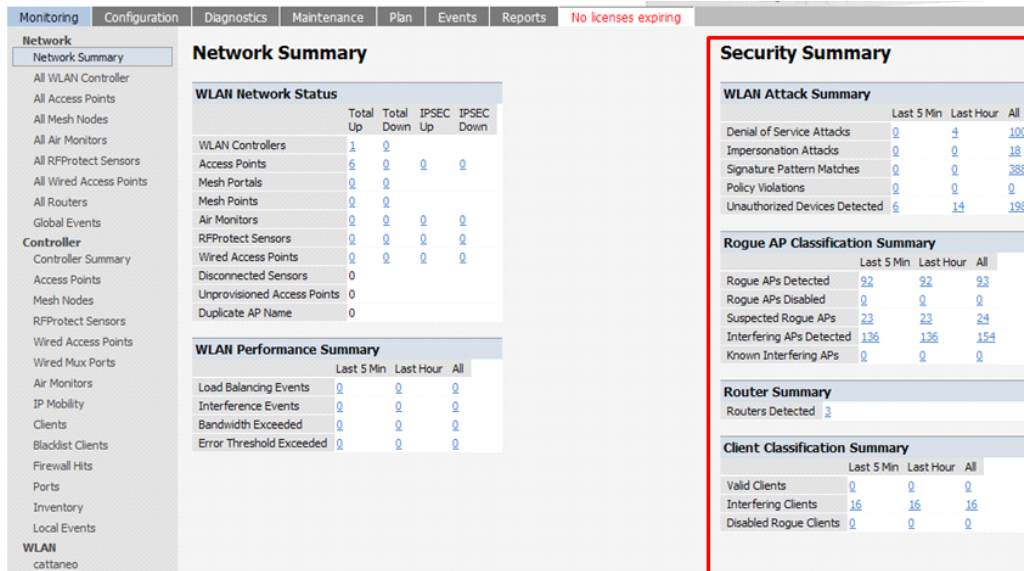 Monitoring Configuration Diagnostics Maintenance Plan Events Reports No licenses expiring
Network
Network Summary
All WLAN Controller
All Access Points
All Mesh Nodes
All Air Monitors
All RFProtect Sensors
All Wired Access Points
All Routers
Global Events
Controller
Controller Summary
Access Points
Mesh Nodes
RFProtect Sensors
Wired Access Points
Wired Mux Ports
Air Monitors
IP Mobility
Clients
Blacklist Clients
Firewall Hits
Ports
Inventory
Local Events
WLAN
cattaneo
Network Summary
WLAN Network Status
Total Total IPSEC IPSEC
Up Down Up Down
WLAN Controllers 1 0
Access Points 6 0 0 0
Mesh Portals 0 0
Mesh Points 0 0
Air Monitors 0 0 0 0
RFProtect Sensors 0 0 0 0
Wired Access Points 0 0 0 0
Disconnected Sensors 0
Unprovisioned Access Points 0
Duplicate AP Name 0
WLAN Performance Summary
Last 5 Min Last Hour All
Load Balancing Events 0 0 0
Interference Events 0 0 0
Bandwidth Exceeded 0 0 0
Error Threshold Exceeded 0 0 0
Security Summary
WLAN Attack Summary
Last 5 Min Last Hour All
Denial of Service Attacks 0 4 100
Impersonation Attacks 0 0 18
Signature Pattern Matches 0 0 388
Policy Violations 0 0 0
Unauthorized Devices Detected 6 14 198
Rogue AP Classification Summary
Last 5 Min Last Hour All
Rogue APs Detected 92 92 93
Rogue APs Disabled 0 0 0
Suspected Rogue APs 23 23 24
Interfering APs Detected 136 136 154
Known Interfering APs 0 0 0
Router Summary
Routers Detected 3
Client Classification Summary
Last 5 Min Last Hour All
Valid Clients 0 0 0
Interfering Clients 16 16 16
Disabled Rogue Clients 0 0 0